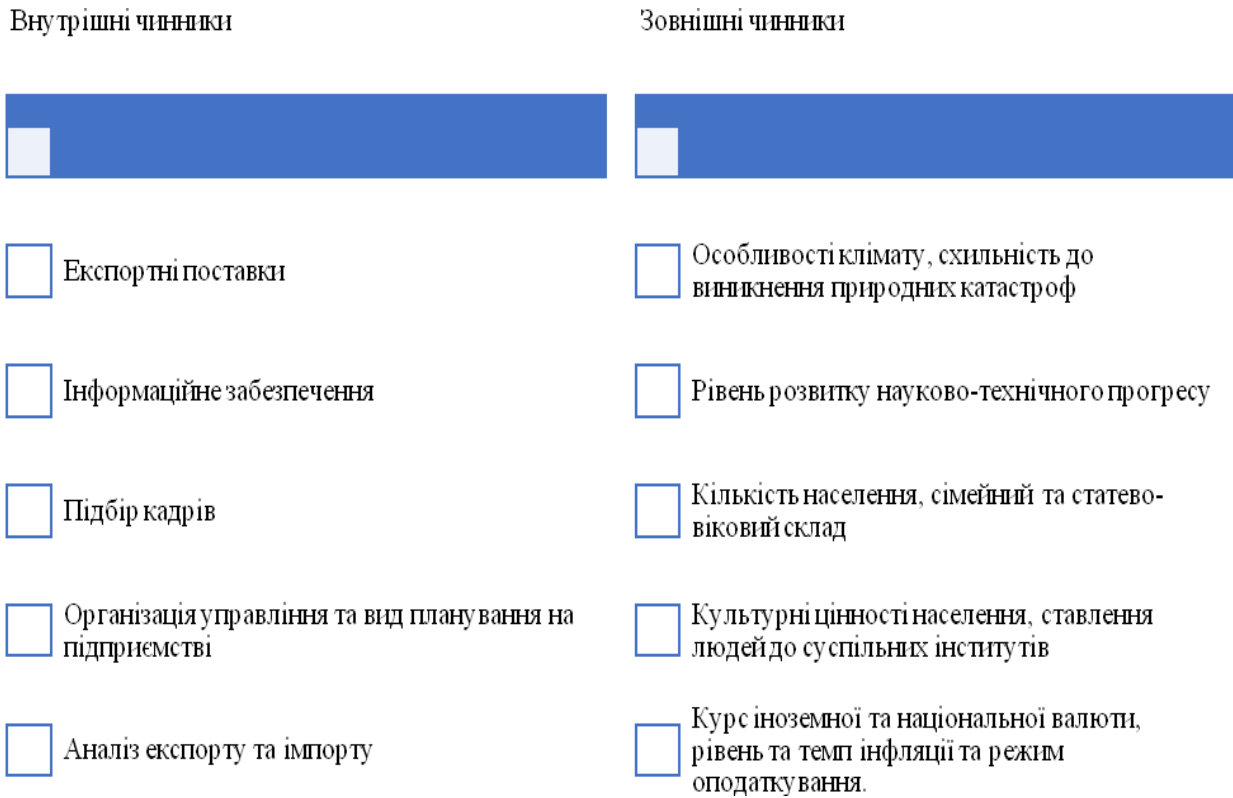 Внутрішні чинники
Експортні поставки
Інформаційне забезпечення
Підбір кадрів
Організація управління та вид планування на
підприємстві
Аналіз експорту та імпорту
Зовнішні чинники
Особливості клімату, схильність до
виникнення природних катастроф
Рівень розвитку науково-технічного прогресу
Кількість населення, сімейний та статево-
віковий склад
Культурні цінності населення, ставлення
людей до суспільних інститутів
Курс іноземної та національної валюти,
рівень та темп інфляції та режим
оподаткування.